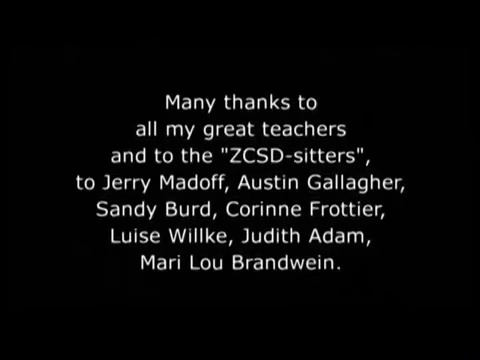 Many thanks to
all my great teachers
and to the "ZCSD-sitters",
to Jerry Madoff, Austin Gallagher,
Sandy Burd, Corinne Frottier,
Luise Willke, Judith Adam,
Mari Lou Brandwein.